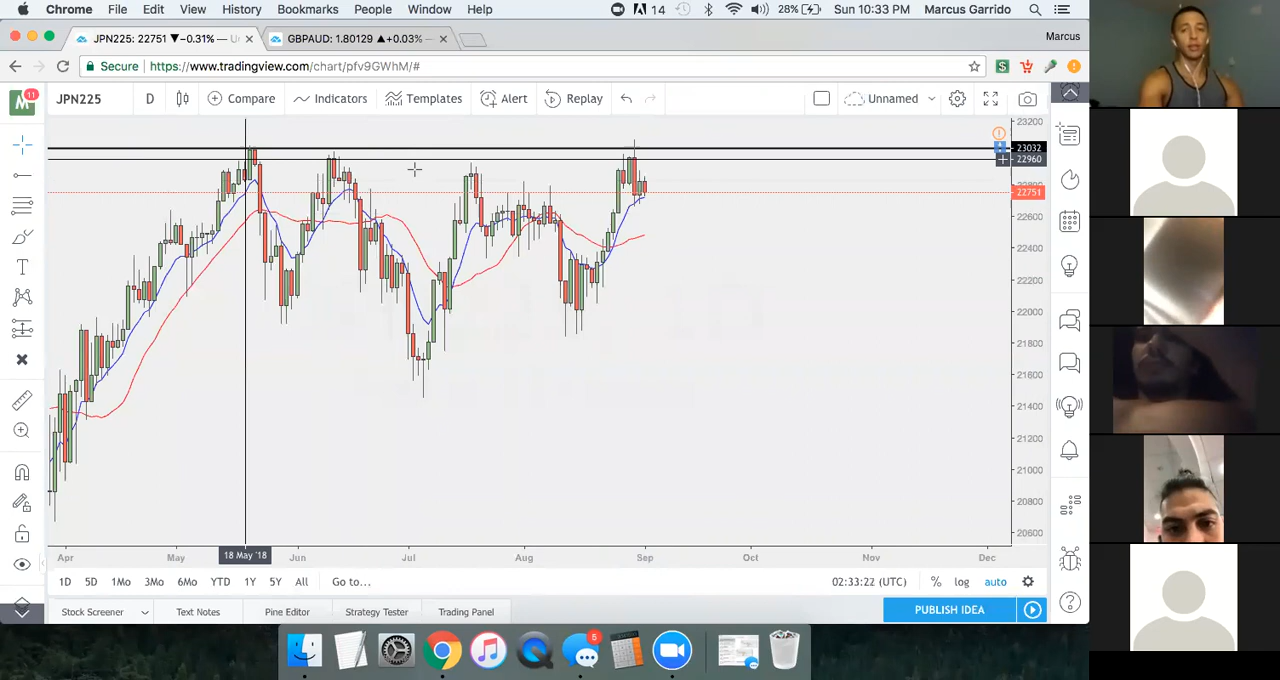 Chrome File Edit View History Bookmarks People Window Help 14 28% Sun 10:33 PM Marcus Garrido
JPN225: 22751 ▼-0.31% — U GBPAUD: 1.80129 ▲+0.03% — Marcus
Secure https://www.tradingview.com/chart/pfv9GWhM/#
M 11 JPN225 D Compare Indicators Templates Alert Replay Unnamed
23200
23032
22960
22800
22751
22600
22400
22200
22000
21800
21600
21400
21200
21000
20800
20600
Apr May 18 May '18 Jun Jul Aug Sep Oct Nov Dec
1D 5D 1Mo 3Mo 6Mo YTD 1Y 5Y All Go to... 02:33:22 (UTC) % log auto
Stock Screener Text Notes Pine Editor Strategy Tester Trading Panel PUBLISH IDEA
5